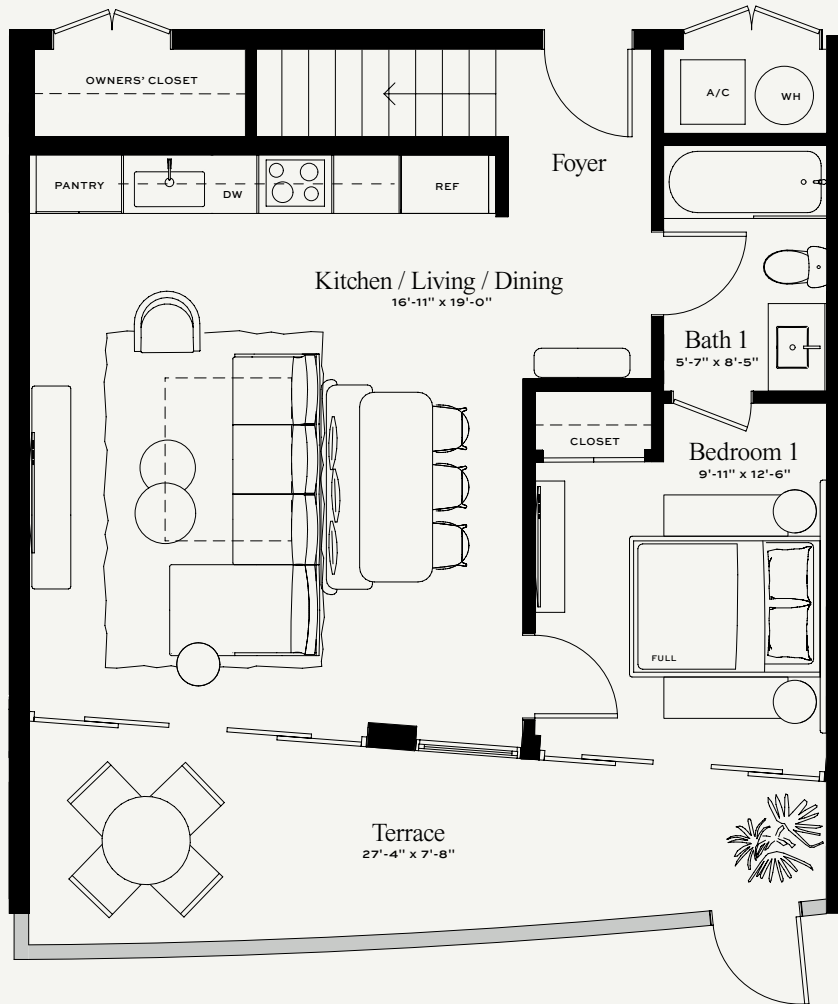 OWNERS' CLOSET
A/C
WH
Foyer
PANTRY
DW
REF
Kitchen / Living / Dining
16'-11" x 19'-0"
Bath 1
5'-7" x 8'-5"
CLOSET
Bedroom 1
9'-11" x 12'-6"
FULL
Terrace
27'-4" x 7'-8"